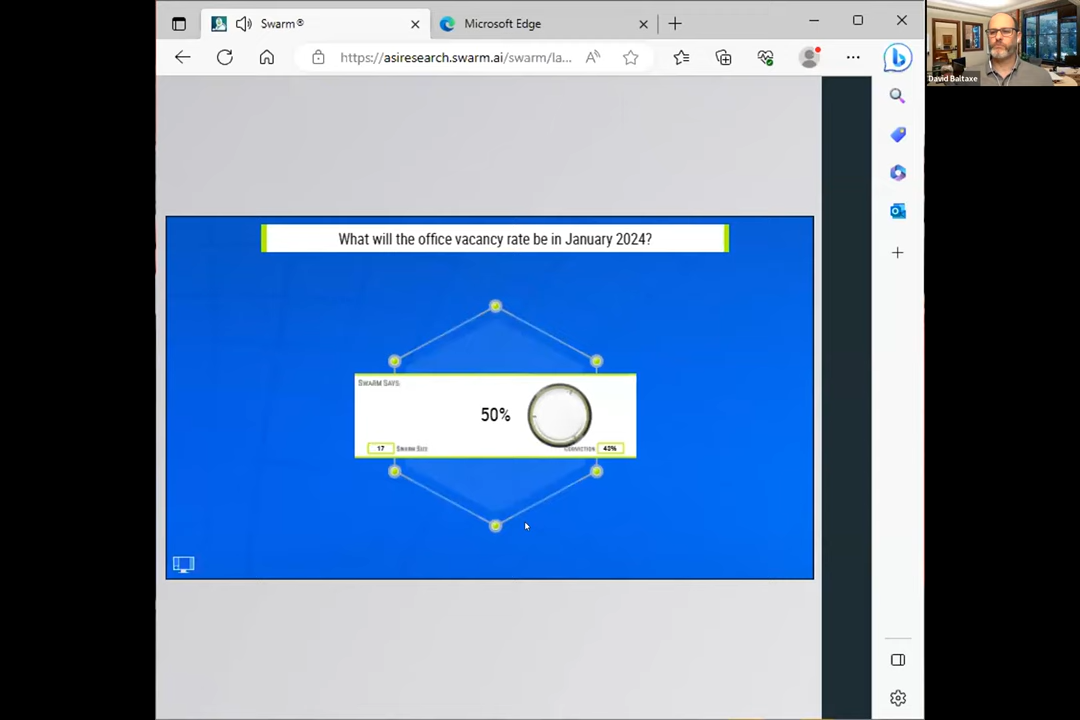 Swarm®
Microsoft Edge
https://asiresearch.swarm.ai/swarm/la...
David Baltaxe
What will the office vacancy rate be in January 2024?
SWARM SAYS:
50%
17 SWARM SIZE
CONVICTION 43%